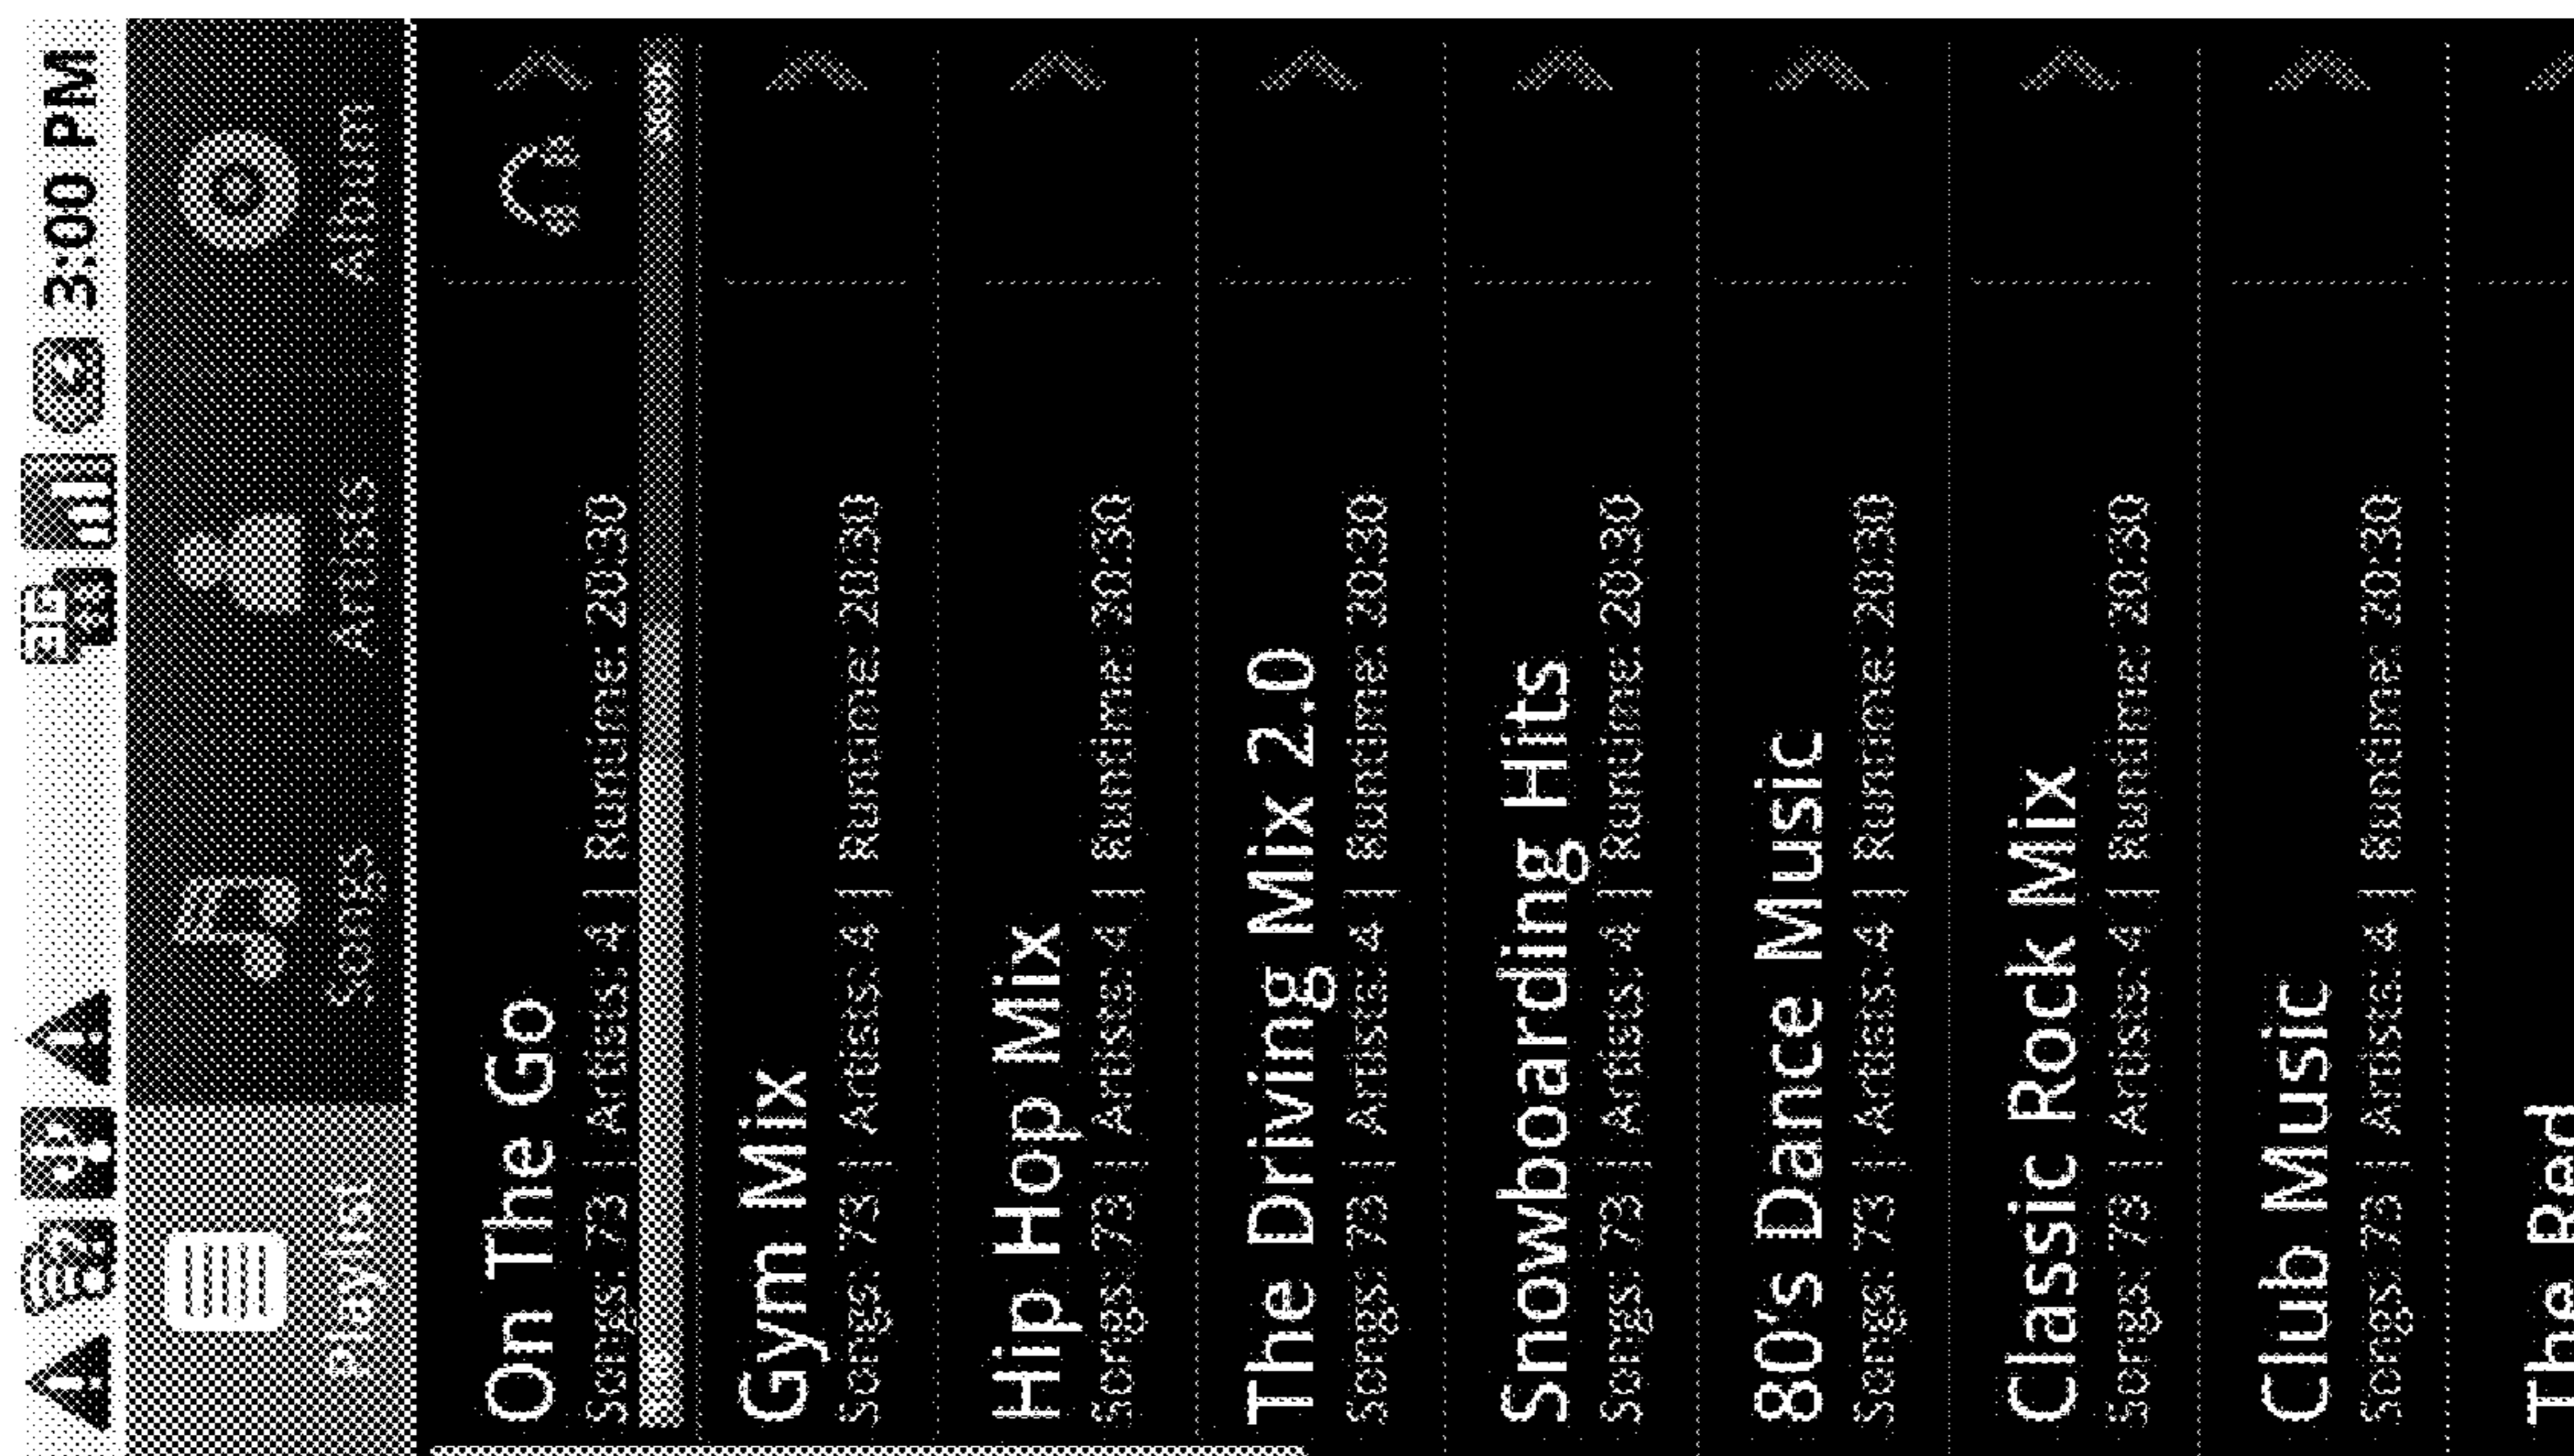 3G 3:00 PM
Playlist Songs Artists Album
On The Go
Songs: 73 | Artists: 4 | Runtime: 20:30
Gym Mix
Songs: 73 | Artists: 4 | Runtime: 20:30
Hip Hop Mix
Songs: 73 | Artists: 4 | Runtime: 20:30
The Driving Mix 2.0
Songs: 73 | Artists: 4 | Runtime: 20:30
Snowboarding Hits
Songs: 73 | Artists: 4 | Runtime: 20:30
80's Dance Music
Songs: 73 | Artists: 4 | Runtime: 20:30
Classic Rock Mix
Songs: 73 | Artists: 4 | Runtime: 20:30
Club Music
Songs: 73 | Artists: 4 | Runtime: 20:30
The